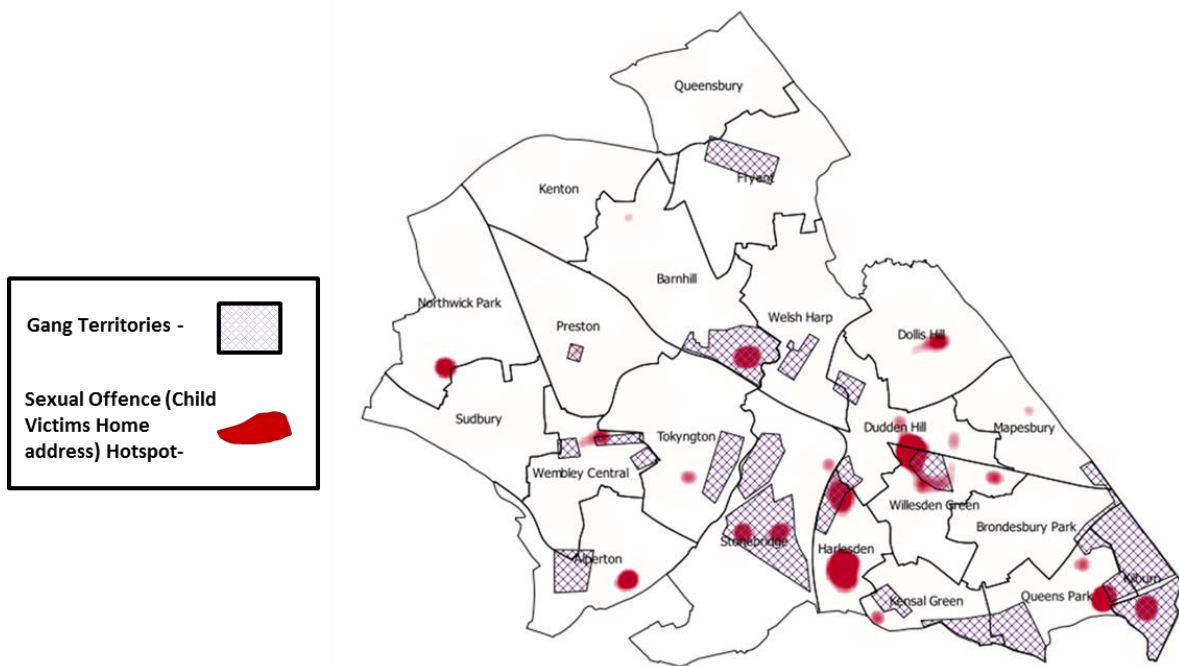 Gang Territories -
Sexual Offence (Child
Victims Home
address) Hotspot-
Queensbury
Fryent
Kenton
Barnhill
Northwick Park
Preston
Welsh Harp
Dollis Hill
Sudbury
Tokyngton
Dudden Hill
Mapesbury
Wembley Central
Willesden Green
Brondesbury Park
Stonebridge
Harlesden
Alperton
Kilburn
Kensal Green
Queens Park